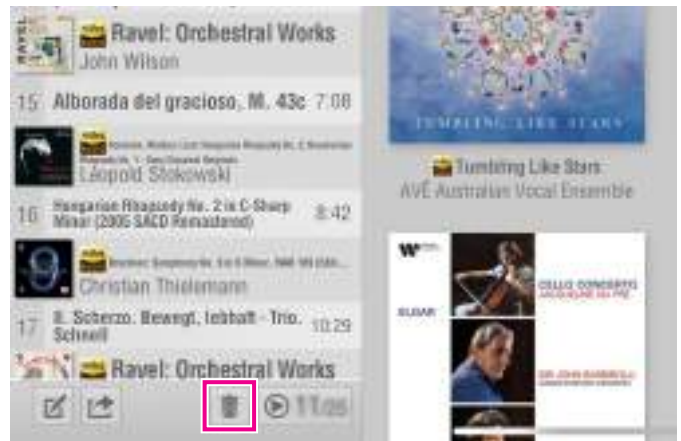 RAVEL
Ravel: Orchestral Works
John Wilson
15 Alborada del gracioso, M. 43c 7:08
Léopold Stokowski
16 Hungarian Rhapsody No. 2 in C-Sharp
Minor (2005 SACD Remastered) 8:42
9
Christian Thielemann
17 II. Scherzo. Bewegt, lebhaft - Trio.
Schnell 10:29
Ravel: Orchestral Works
TUMBLING LIKE STARS
Tumbling Like Stars
AVÉ Australian Vocal Ensemble
ELGAR
CELLO CONCERTO
JACQUELINE DU PRÉ
SIR JOHN BARBIROLLI